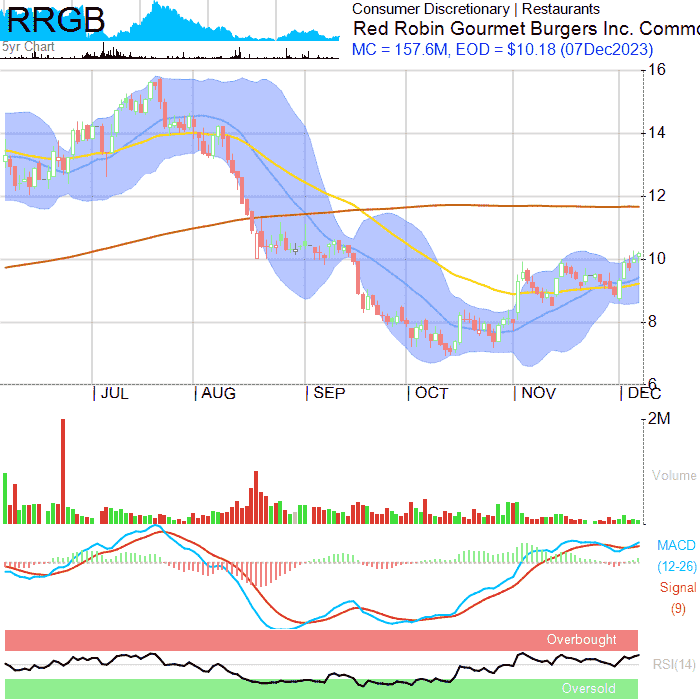 RRGB
5yr Chart
Consumer Discretionary | Restaurants
Red Robin Gourmet Burgers Inc. Commo
MC = 157.6M, EOD = $10.18 (07Dec2023)
16
14
12
10
8
6
JUL AUG SEP OCT NOV DEC
2M
Volume
MACD
(12-26)
Signal
(9)
Overbought
RSI(14)
Oversold